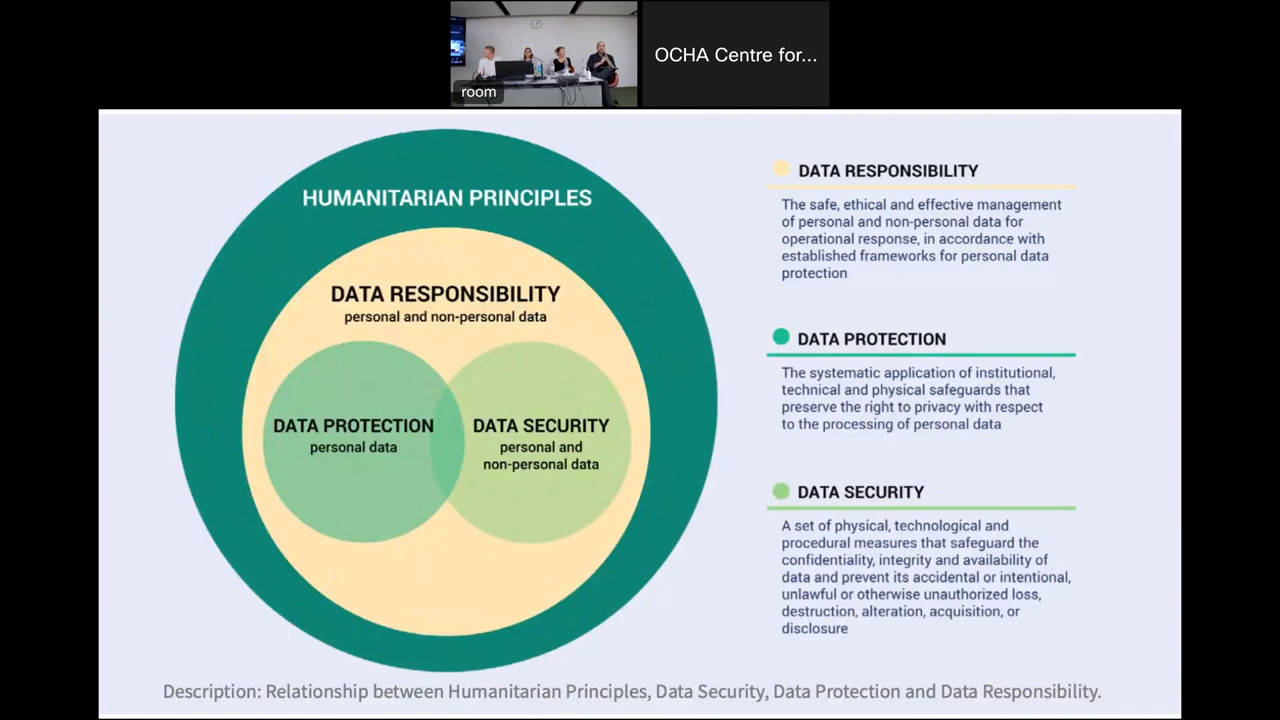 room
OCHA Centre for...
HUMANITARIAN PRINCIPLES
DATA RESPONSIBILITY
personal and non-personal data
DATA PROTECTION
personal data
DATA SECURITY
personal and
non-personal data
DATA RESPONSIBILITY
The safe, ethical and effective management
of personal and non-personal data for
operational response, in accordance with
established frameworks for personal data
protection
DATA PROTECTION
The systematic application of institutional,
technical and physical safeguards that
preserve the right to privacy with respect
to the processing of personal data
DATA SECURITY
A set of physical, technological and
procedural measures that safeguard the
confidentiality, integrity and availability of
data and prevent its accidental or intentional,
unlawful or otherwise unauthorized loss,
destruction, alteration, acquisition, or
disclosure
Description: Relationship between Humanitarian Principles, Data Security, Data Protection and Data Responsibility.